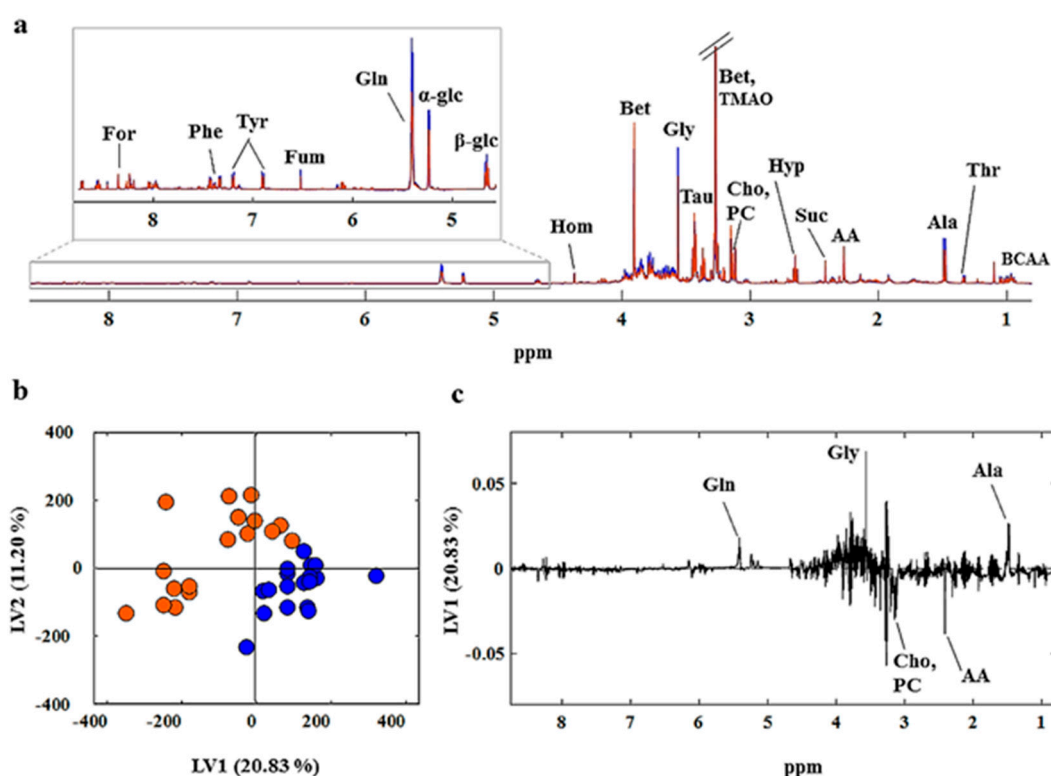 a
Gln
α-glc
β-glc
For
Phe
Tyr
Fum
8 7 6 5
Bet,
TMAO
Bet
Gly
Tau
Cho,
PC
Hyp
Suc
AA
Ala
Thr
BCAA
Hom
8 7 6 5 4 3 2 1
ppm
b
400
200
0
-200
-400
-400 -200 0 200 400
LV2 (11.20 %)
LV1 (20.83 %)
c
Gly
Gln
Ala
Cho,
PC
AA
0.05
0
-0.05
LV1 (20.83 %)
8 7 6 5 4 3 2 1
ppm